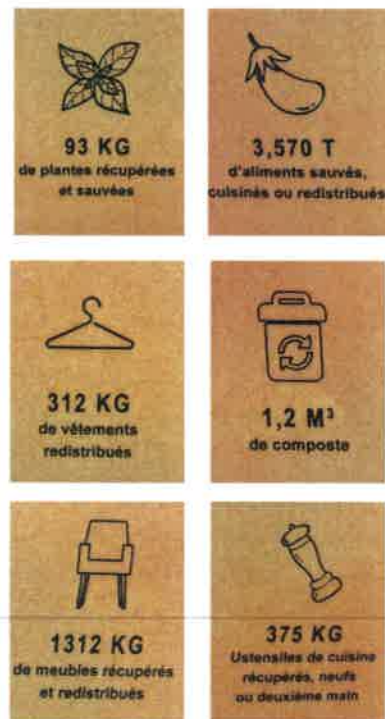 93 KG
de plantes récupérées
et sauvées
3,570 T
d'aliments sauvés,
cuisinés ou redistribués
312 KG
de vêtements
redistribués
1,2 M³
de composte
1312 KG
de meubles récupérés
et redistribués
375 KG
Ustensiles de cuisine
récupérés, neufs
ou deuxième main